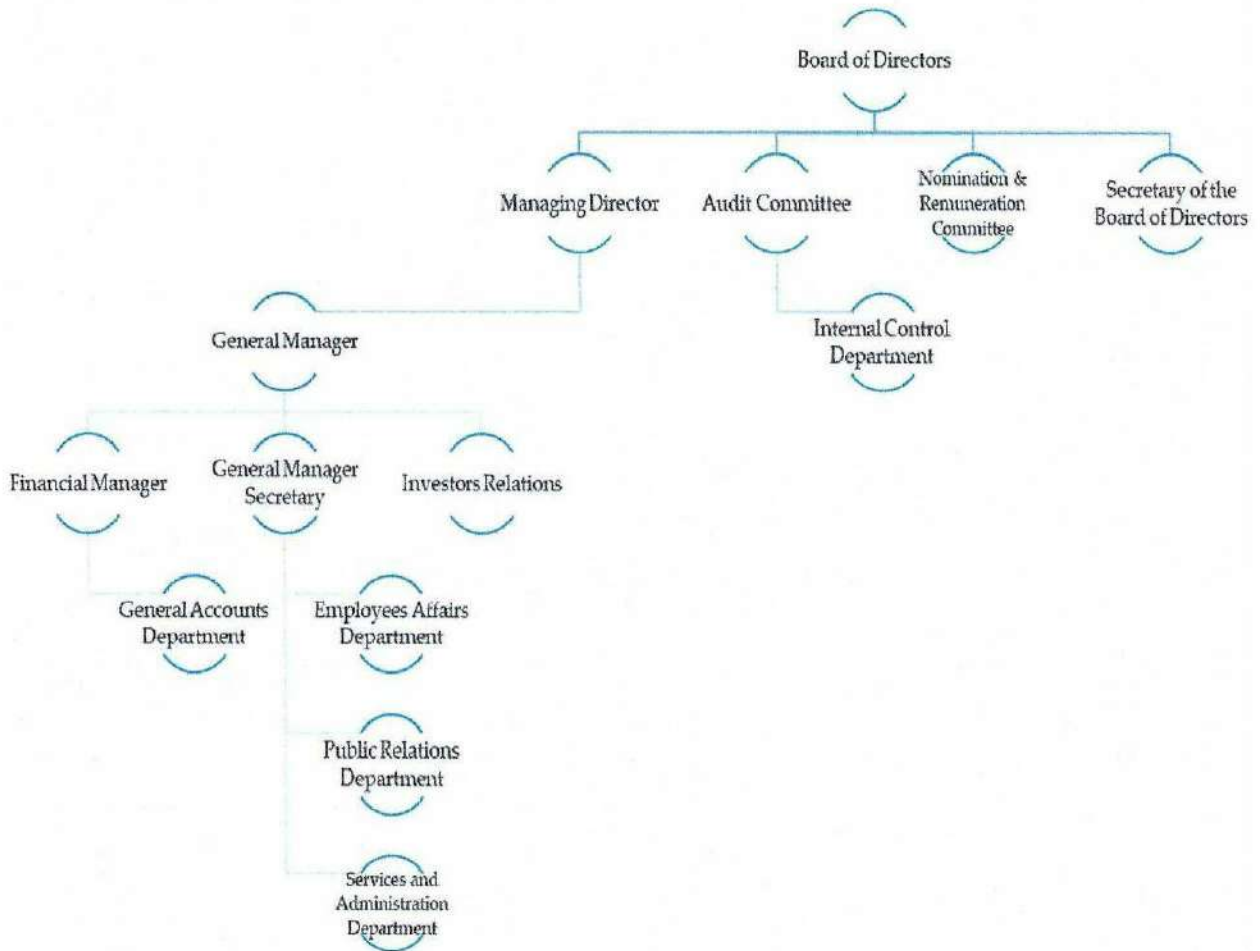 Board of Directors
Managing Director
Audit Committee
Nomination &
Remuneration
Committee
Secretary of the
Board of Directors
General Manager
Internal Control
Department
Financial Manager
General Manager
Secretary
Investors Relations
General Accounts
Department
Employees Affairs
Department
Public Relations
Department
Services and
Administration
Department